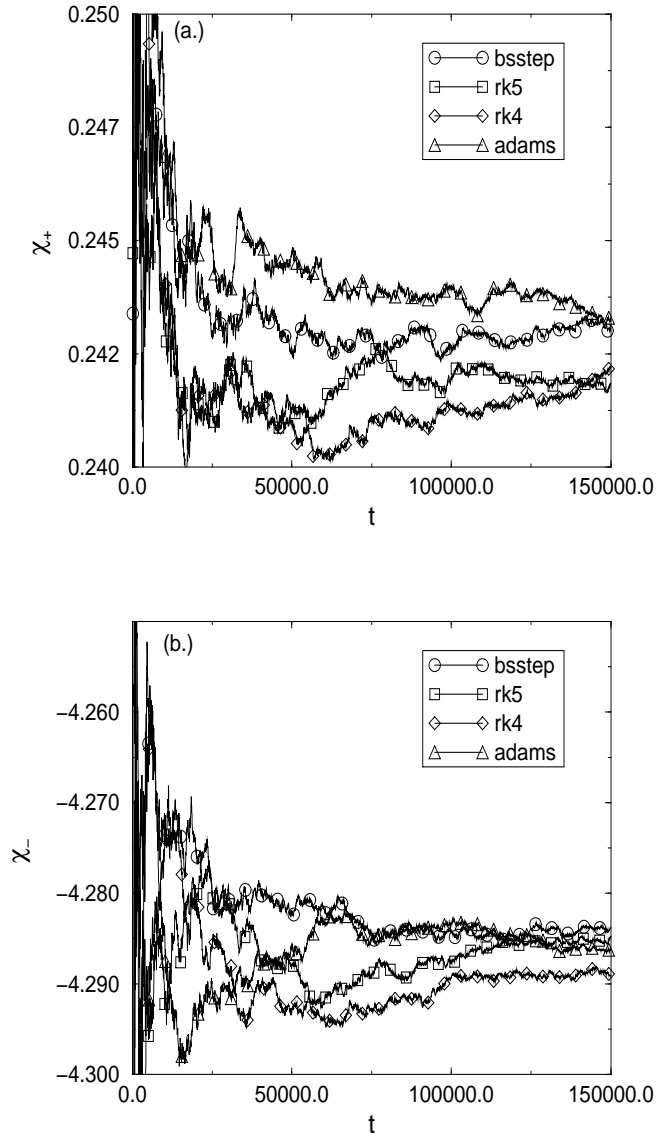 (a.)
0.250
0.247
0.245
0.242
0.240
χ+
bsstep
rk5
rk4
adams
0.0
50000.0
100000.0
150000.0
t
(b.)
−4.260
−4.270
−4.280
−4.290
−4.300
χ−
bsstep
rk5
rk4
adams
0.0
50000.0
100000.0
150000.0
t